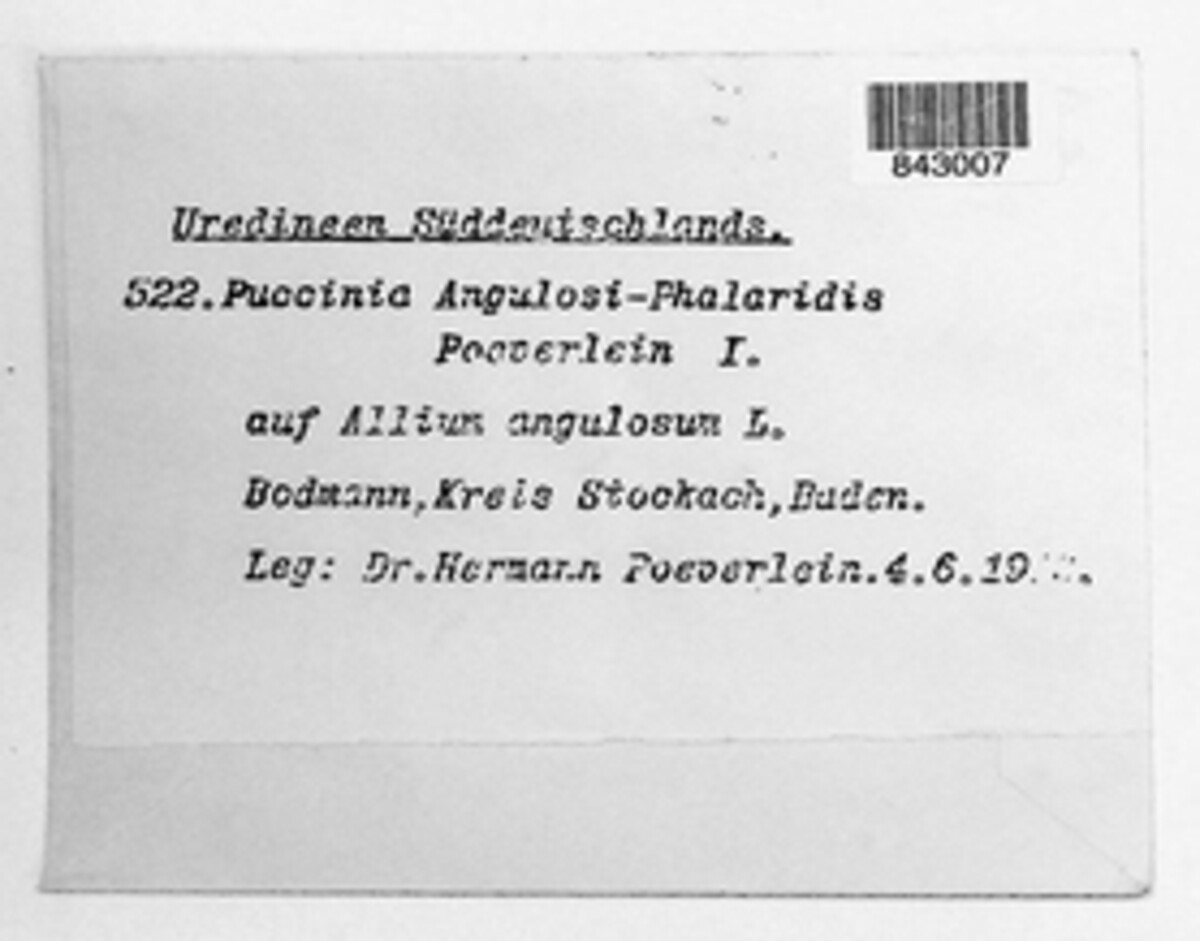 843007
Uredineen Süddeutschlands.
522. Puccinia Angulosi-Phalaridis
Poeverlein I.
auf Allium angulosum L.
Bodmann, Kreis Stockach, Baden.
Leg: Dr. Hermann Poeverlein. 4.6.